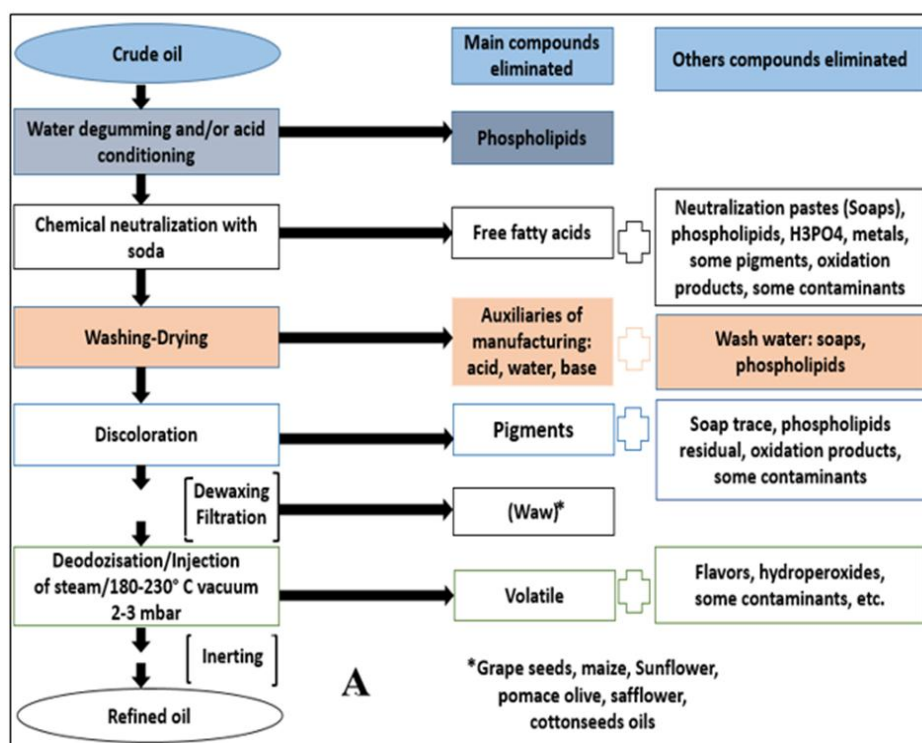 Crude oil
Main compounds
eliminated
Others compounds eliminated
Water degumming and/or acid
conditioning
Phospholipids
Chemical neutralization with
soda
Free fatty acids
Neutralization pastes (Soaps),
phospholipids, H3PO4, metals,
some pigments, oxidation
products, some contaminants
Washing-Drying
Auxiliaries of
manufacturing:
acid, water, base
Wash water: soaps,
phospholipids
Discoloration
Pigments
Soap trace, phospholipids
residual, oxidation products,
some contaminants
Dewaxing
Filtration
(Waw)*
Deodozisation/Injection
of steam/180-230° C vacuum
2-3 mbar
Volatile
Flavors, hydroperoxides,
some contaminants, etc.
Inerting
A
*Grape seeds, maize, Sunflower,
pomace olive, safflower,
cottonseeds oils
Refined oil